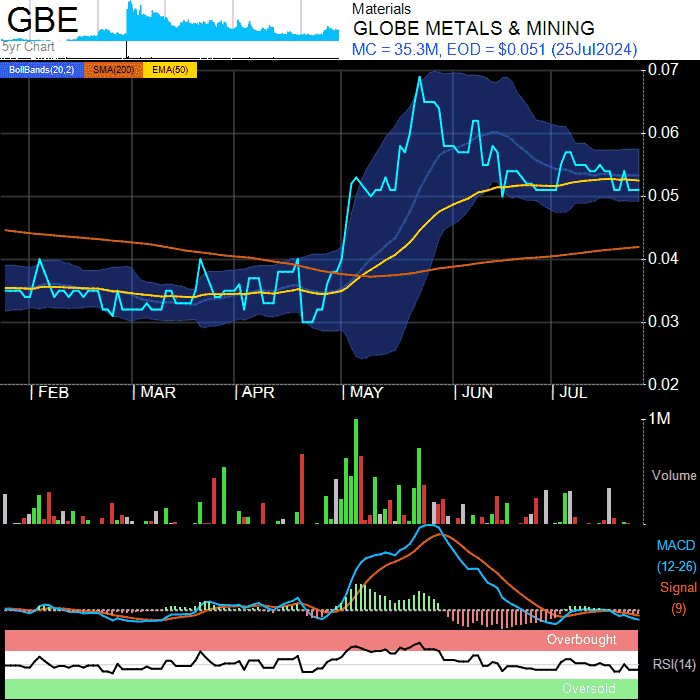 GBE
5yr Chart
Materials
GLOBE METALS & MINING
MC = 35.3M, EOD = $0.051 (25Jul2024)
BollBands(20,2) SMA(200) EMA(50)
0.07
0.06
0.05
0.04
0.03
0.02
FEB MAR APR MAY JUN JUL
1M
Volume
MACD
(12-26)
Signal
(9)
Overbought
RSI(14)
Oversold